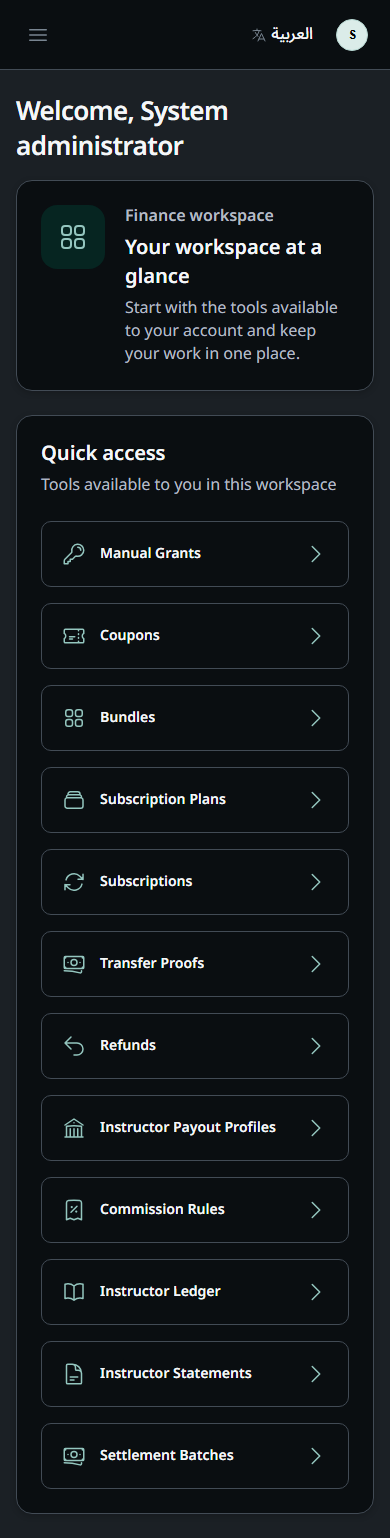 العربية
S
Welcome, System
administrator
Finance workspace
Your workspace at a
glance
Start with the tools available
to your account and keep
your work in one place.
Quick access
Tools available to you in this workspace
Manual Grants
Coupons
Bundles
Subscription Plans
Subscriptions
Transfer Proofs
Refunds
Instructor Payout Profiles
Commission Rules
Instructor Ledger
Instructor Statements
Settlement Batches